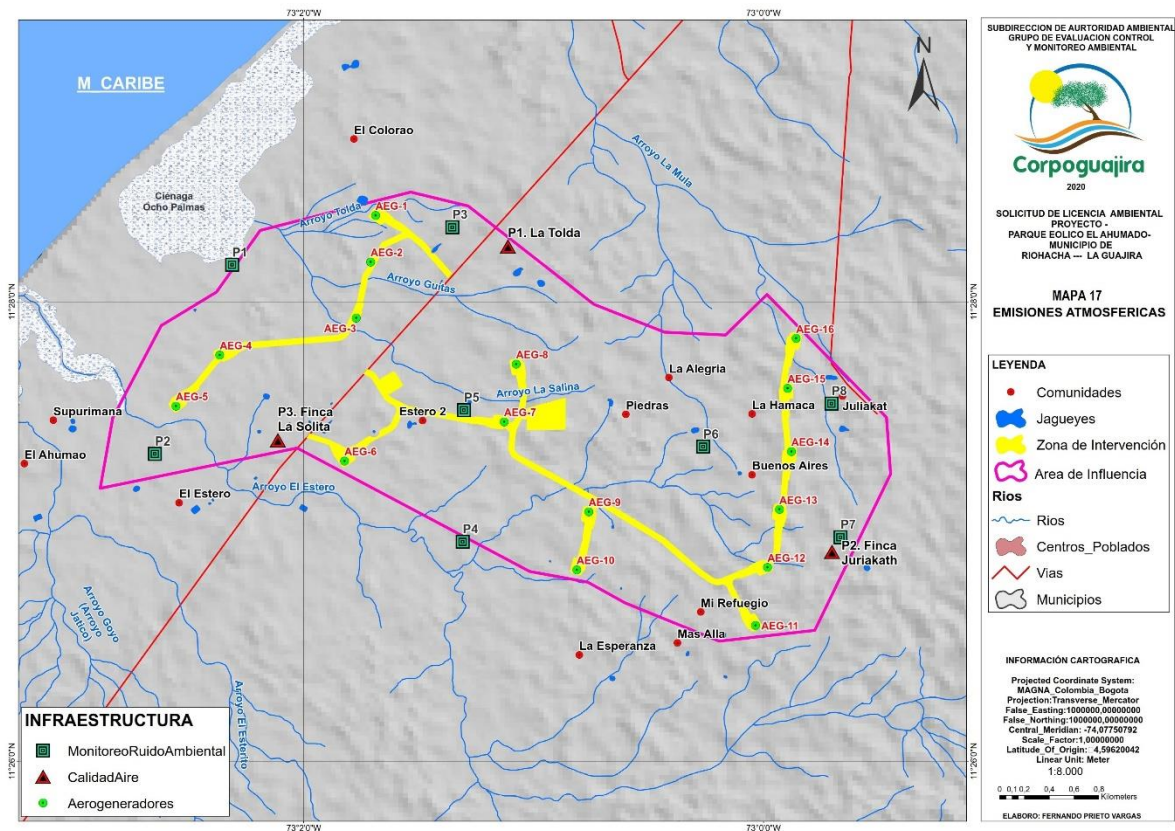 73°2'0"W
73°0'0"W
M_CARIBE
El Colorao
Cienaga
Ocho Palmas
Arroyo La Mula
Arroyo Tolda
AEG-1
P3
P1. La Tolda
P1
AEG-2
Arroyo Guitas
11°28'0"N
11°28'0"N
AEG-3
AEG-16
AEG-4
AEG-8
La Alegria
AEG-15
Arroyo La Salina
AEG-5
P5
P8
Supurimana
P3. Finca
La Solita
Estero 2
AEG-7
Piedras
La Hamaca
Juliakat
P2
P6
AEG-14
El Ahumao
AEG-6
Buenos Aires
Arroyo El Estero
El Estero
AEG-9
AEG-13
P4
P7
P2. Finca
Juriakath
AEG-10
AEG-12
Arroyo Goyo
(Arroyo
Jatico)
Mi Refuegio
AEG-11
Mas Alla
La Esperanza
Arroyo El Esterito
11°26'0"N
11°26'0"N
73°2'0"W
73°0'0"W
INFRAESTRUCTURA
MonitoreoRuidoAmbiental
CalidadAire
Aerogeneradores
N
SUBDIRECCION DE AURTORIDAD AMBIENTAL
GRUPO DE EVALUACION CONTROL
Y MONITOREO AMBIENTAL
Corpoguajira
2020
SOLICITUD DE LICENCIA AMBIENTAL
PROYECTO -
PARQUE EOLICO EL AHUMADO-
MUNICIPIO DE
RIOHACHA --- LA GUAJIRA
MAPA 17
EMISIONES ATMOSFERICAS
LEYENDA
Comunidades
Jagueyes
Zona de Intervención
Area de Influencia
Rios
Rios
Centros_Poblados
Vias
Municipios
INFORMACIÓN CARTOGRAFICA
Projected Coordinate System:
MAGNA_Colombia_Bogota
Projection:Transverse_Mercator
False_Easting:1000000,00000000
False_Northing:1000000,00000000
Central_Meridian: -74,07750792
Scale_Factor:1,00000000
Latitude_Of_Origin: 4,59620042
Linear Unit: Meter
1:8.000
0 0,1 0,2 0,4 0,6 0,8
Kilometers
ELABORO: FERNANDO PRIETO VARGAS